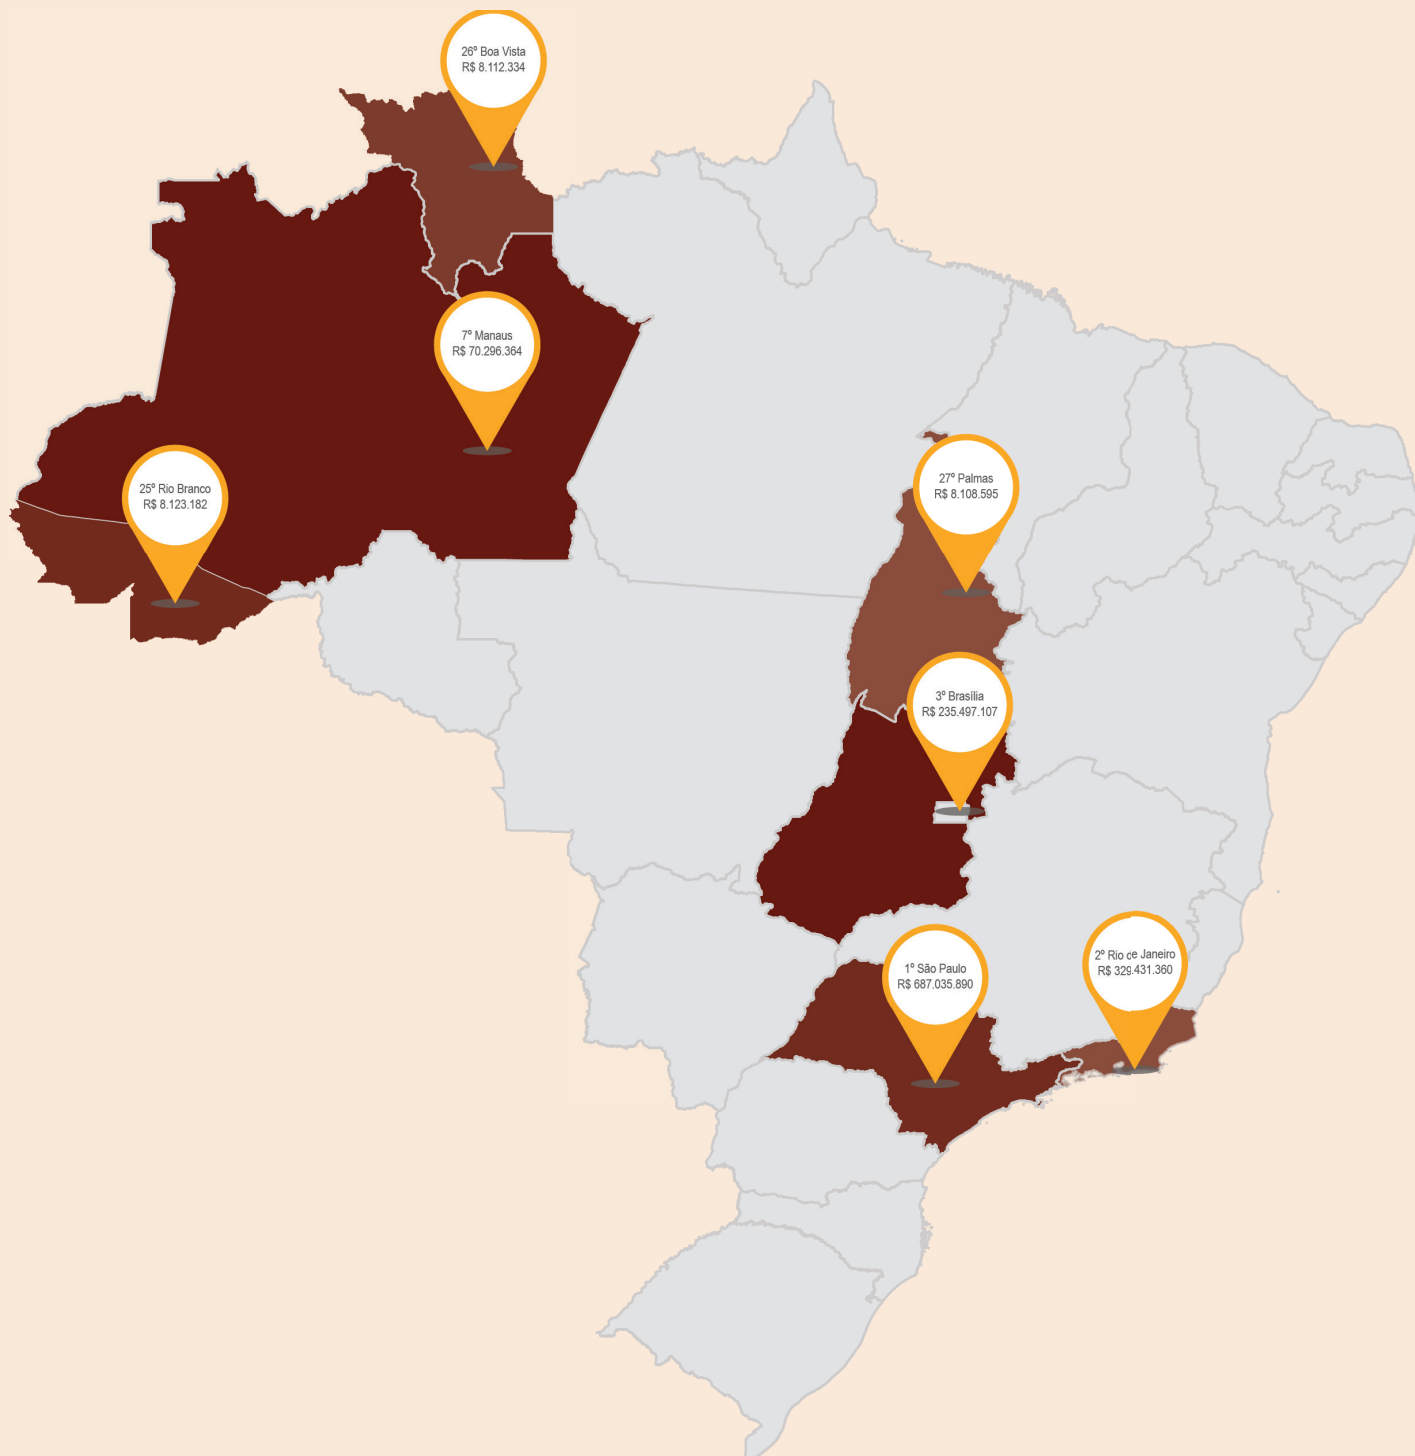 26º Boa Vista
R$ 8.112.334
7º Manaus
R$ 70.296.364
25º Rio Branco
R$ 8.123.182
27º Palmas
R$ 8.108.595
3º Brasília
R$ 235.497.107
1º São Paulo
R$ 687.035.890
2º Rio de Janeiro
R$ 329.431.360